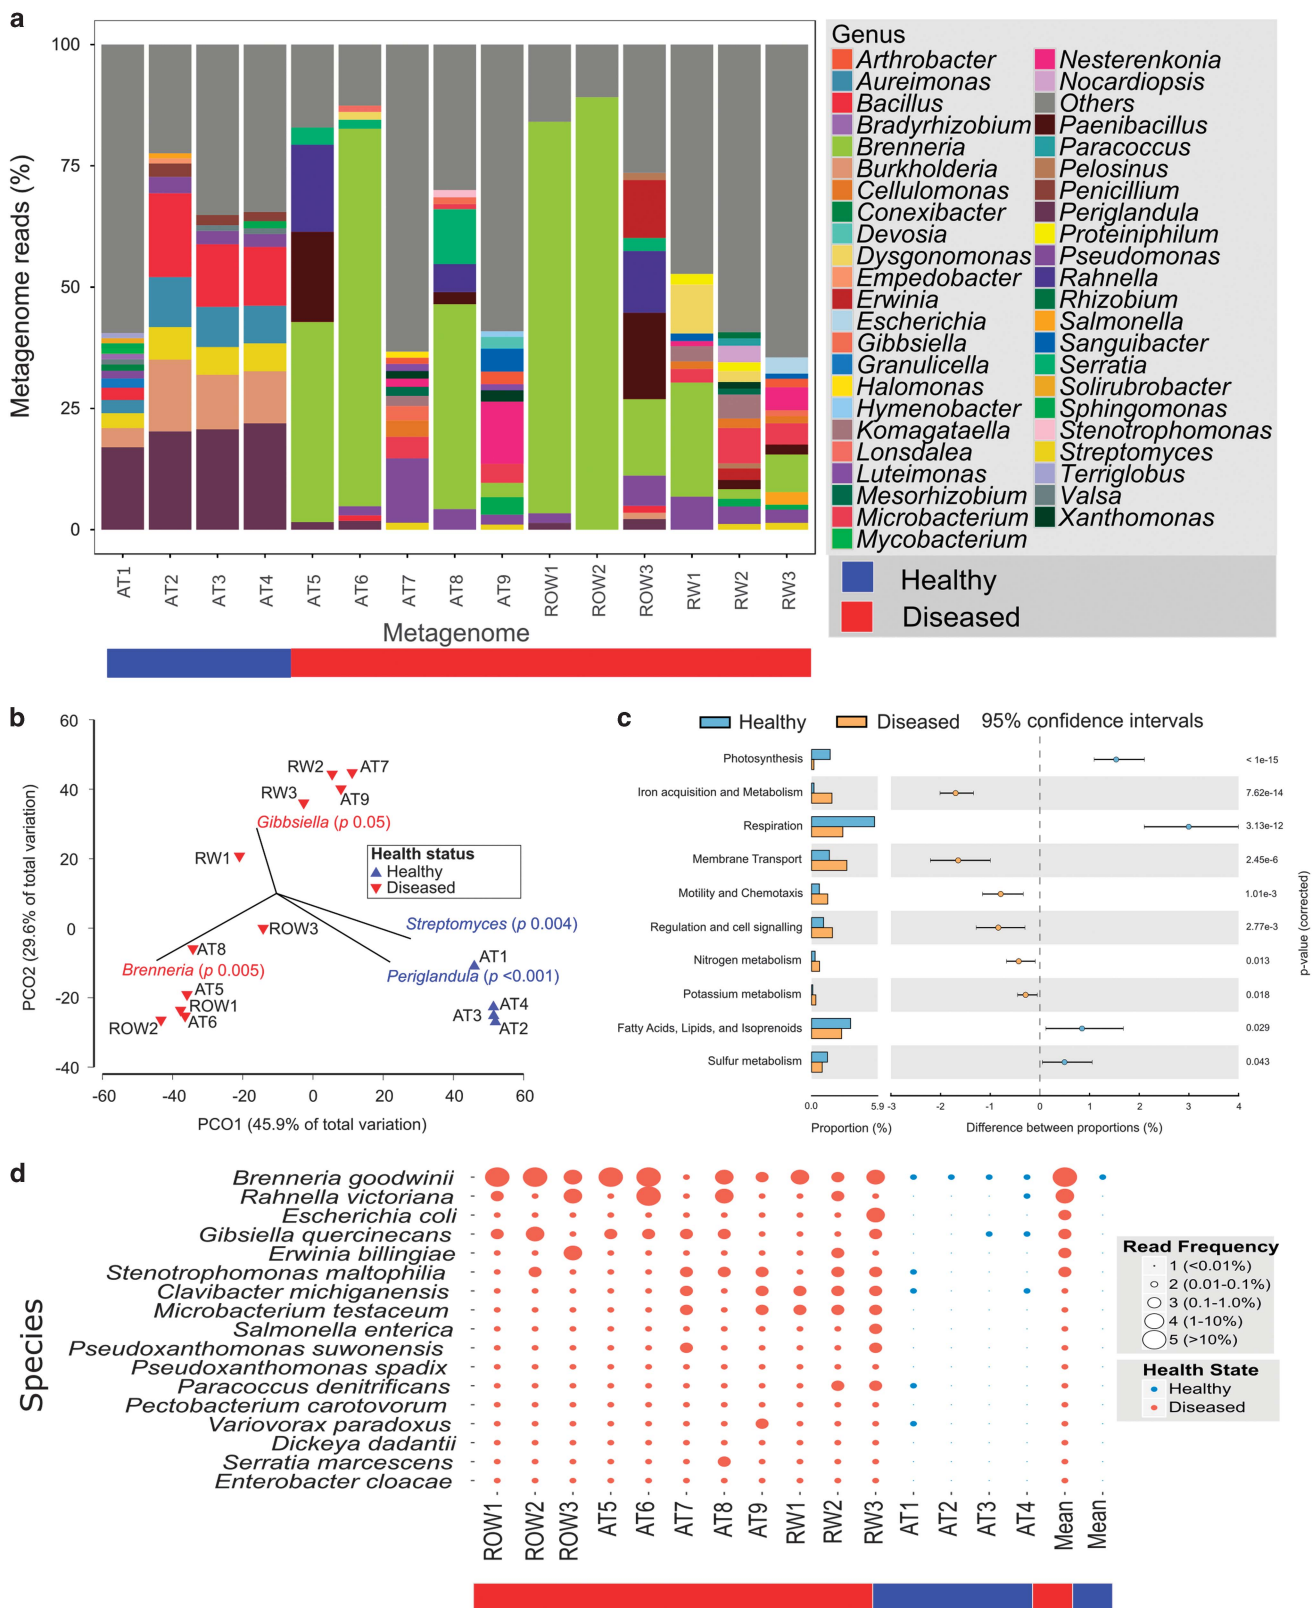 a
100
75
50
25
0
Metagenome reads (%)
AT1
AT2
AT3
AT4
AT5
AT6
AT7
AT8
AT9
ROW1
ROW2
ROW3
RW1
RW2
RW3
Metagenome
Genus
Arthrobacter
Aureimonas
Bacillus
Bradyrhizobium
Brenneria
Burkholderia
Cellulomonas
Conexibacter
Devosia
Dysgonomonas
Empedobacter
Erwinia
Escherichia
Gibbsiella
Granulicella
Halomonas
Hymenobacter
Komagataella
Lonsdalea
Luteimonas
Mesorhizobium
Microbacterium
Mycobacterium
Nesterenkonia
Nocardiopsis
Others
Paenibacillus
Paracoccus
Pelosinus
Penicillium
Periglandula
Proteiniphilum
Pseudomonas
Rahnella
Rhizobium
Salmonella
Sanguibacter
Serratia
Solirubrobacter
Sphingomonas
Stenotrophomonas
Streptomyces
Terriglobus
Valsa
Xanthomonas
Healthy
Diseased
b
60
40
20
0
-20
-40
PCO2 (29.6% of total variation)
RW2
AT7
RW3
AT9
Gibbsiella (p 0.05)
RW1
Health status
Healthy
Diseased
Streptomyces (p 0.004)
ROW3
AT8
Brenneria (p 0.005)
AT1
Periglandula (p <0.001)
AT5
ROW1
ROW2
AT6
AT4
AT3
AT2
-60
-40
-20
0
20
40
60
PCO1 (45.9% of total variation)
c
Healthy
Diseased
95% confidence intervals
Photosynthesis
< 1e-15
Iron acquisition and Metabolism
7.62e-14
Respiration
3.13e-12
Membrane Transport
2.45e-6
Motility and Chemotaxis
1.01e-3
Regulation and cell signalling
2.77e-3
Nitrogen metabolism
0.013
Potassium metabolism
0.018
Fatty Acids, Lipids, and Isoprenoids
0.029
Sulfur metabolism
0.043
p-value (corrected)
0.0
5.9
-3
-2
-1
0
1
2
3
4
Proportion (%)
Difference between proportions (%)
d
Species
Brenneria goodwinii
Rahnella victoriana
Escherichia coli
Gibsiella quercinecans
Erwinia billingiae
Stenotrophomonas maltophilia
Clavibacter michiganensis
Microbacterium testaceum
Salmonella enterica
Pseudoxanthomonas suwonensis
Pseudoxanthomonas spadix
Paracoccus denitrificans
Pectobacterium carotovorum
Variovorax paradoxus
Dickeya dadantii
Serratia marcescens
Enterobacter cloacae
ROW1
ROW2
ROW3
AT5
AT6
AT7
AT8
AT9
RW1
RW2
RW3
AT1
AT2
AT3
AT4
Mean
Mean
Read Frequency
1 (<0.01%)
2 (0.01-0.1%)
3 (0.1-1.0%)
4 (1-10%)
5 (>10%)
Health State
Healthy
Diseased